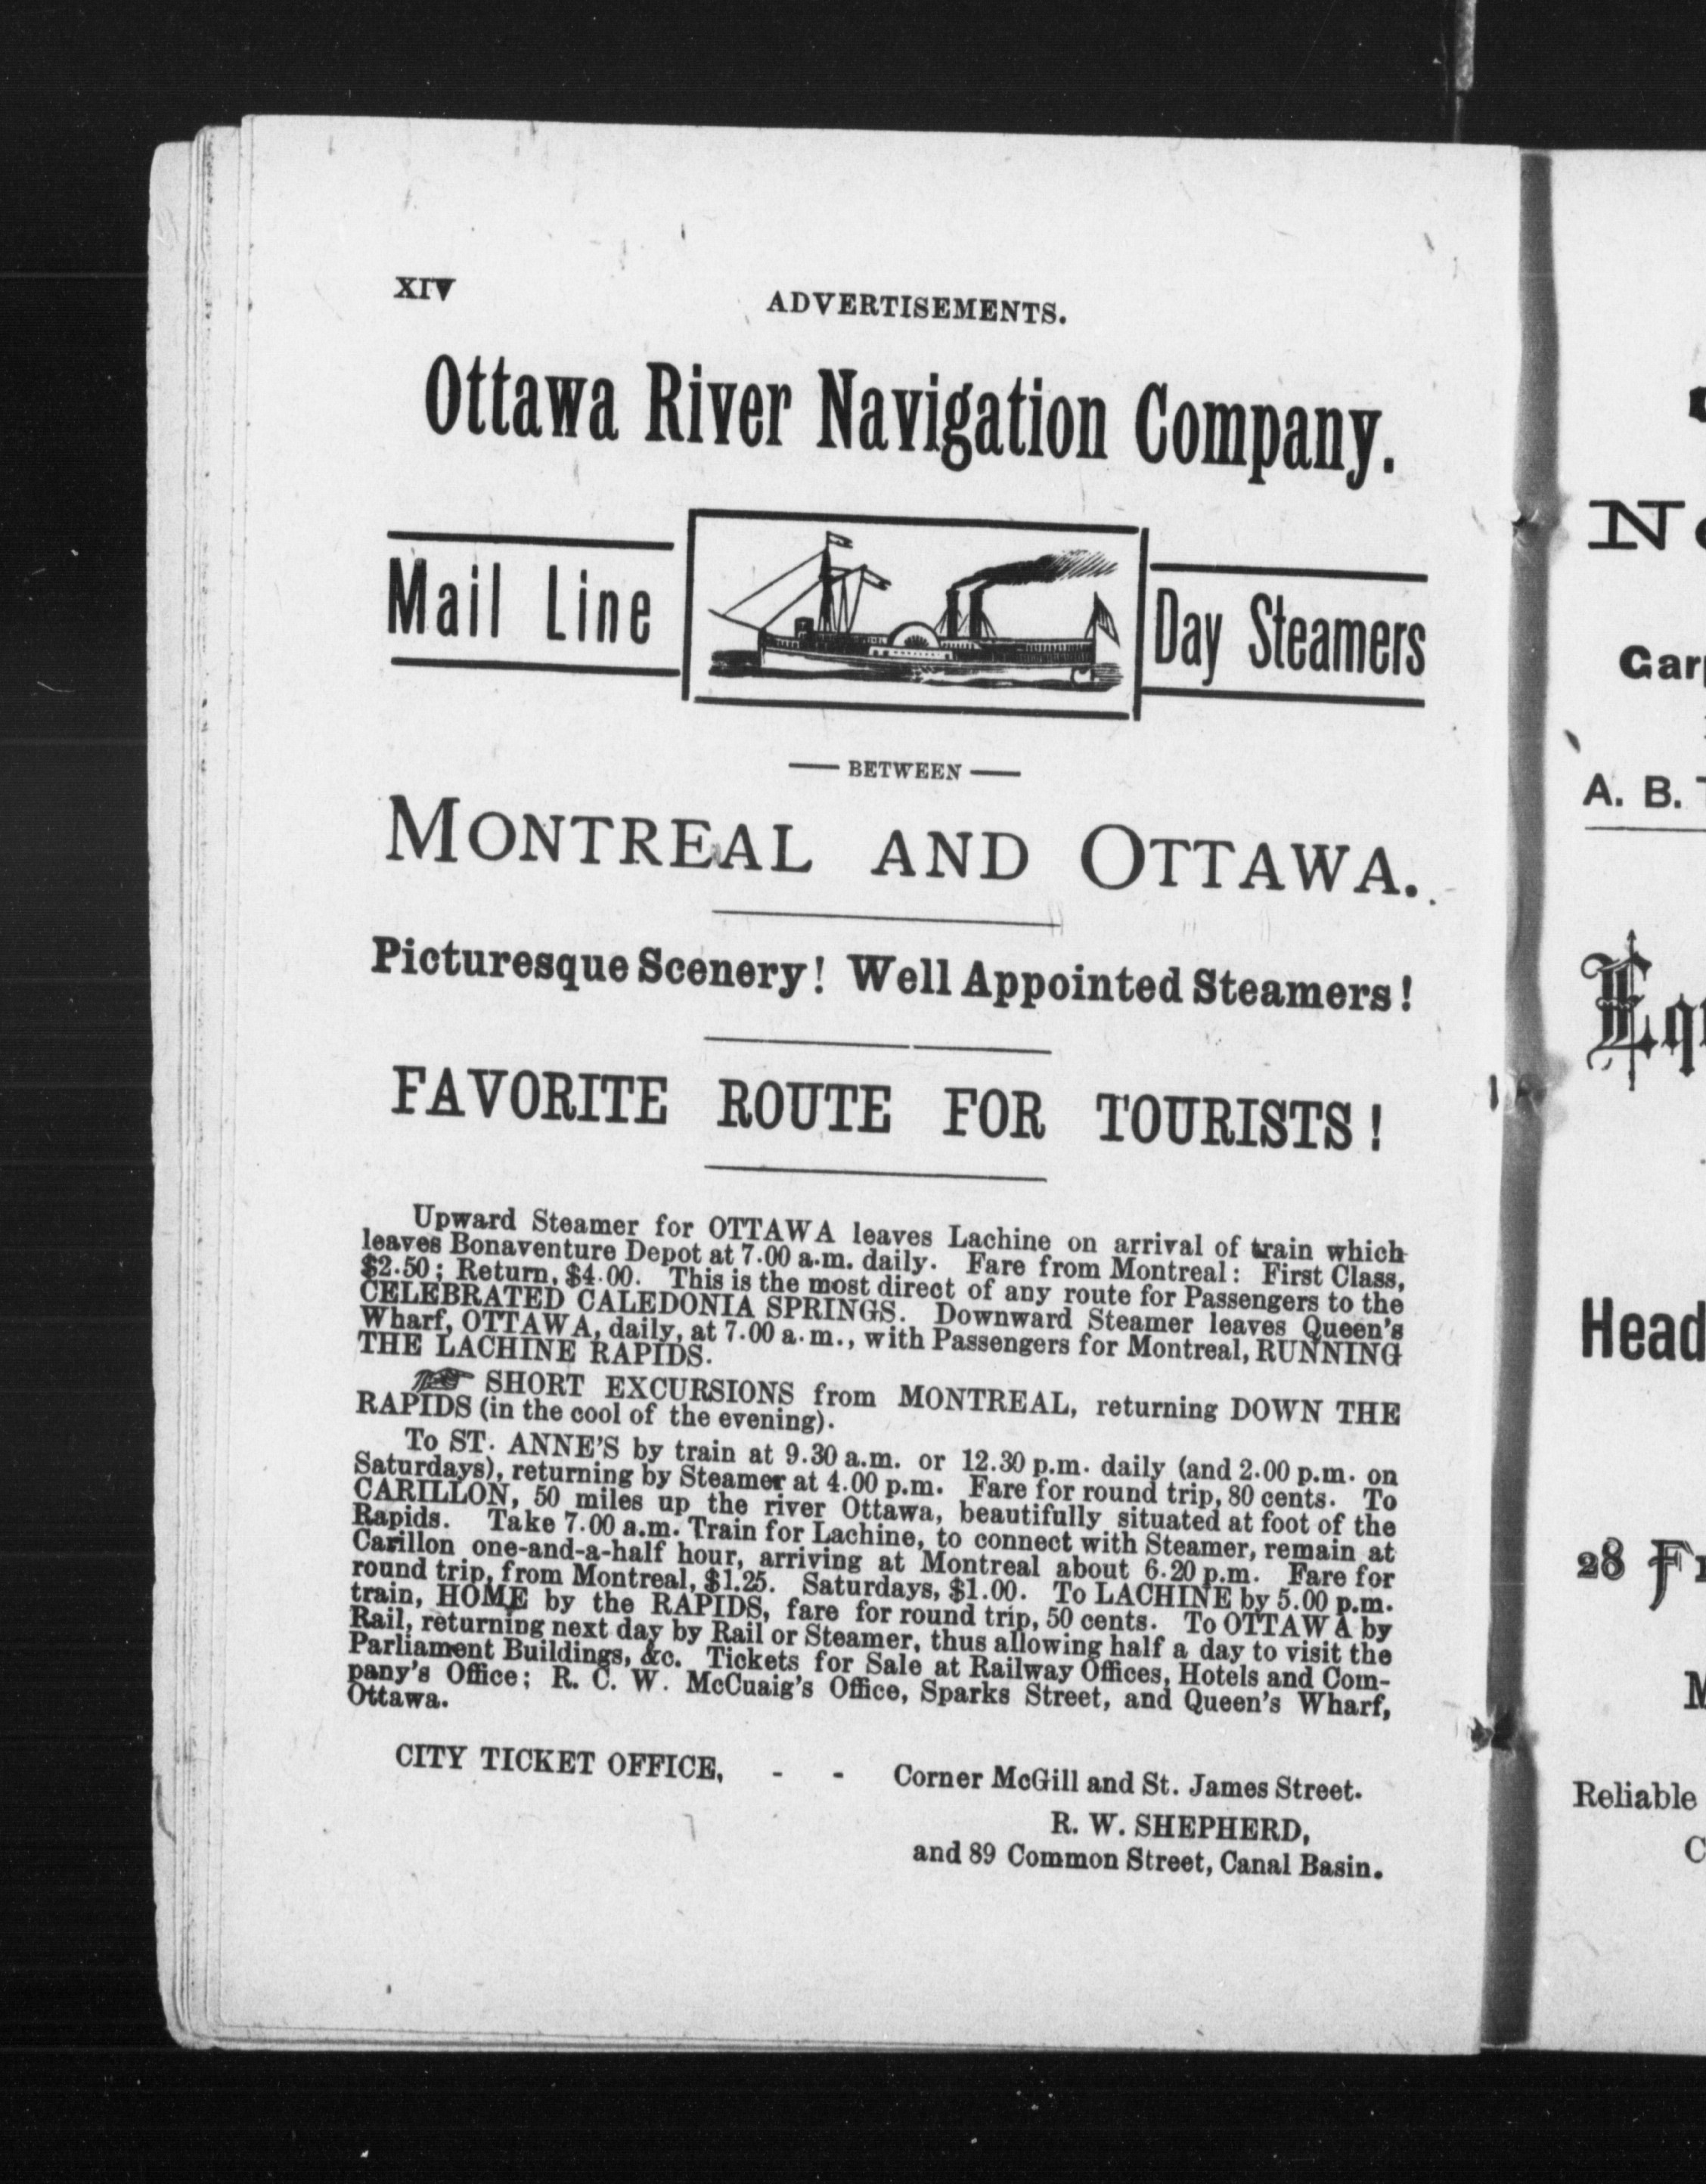 XIV
ADVERTISEMENTS.
Ottawa River Navigation Company.
Mail Line
Day Steamers
BETWEEN
MONTREAL AND OTTAWA.
Picturesque Scenery! Well Appointed Steamers!
FAVORITE ROUTE FOR TOURISTS!
Upward Steamer for OTTAWA leaves Lachine on arrival of train which
leaves Bonaventure Depot at 7.00 a.m. daily. Fare from Montreal: First Class,
$2.50; Return, $4.00. This is the most direct of any route for Passengers to the
CELEBRATED CALEDONIA SPRINGS. Downward Steamer leaves Queen's
Wharf, OTTAWA, daily, at 7.00 a.m., with Passengers for Montreal, RUNNING
THE LACHINE RAPIDS.
SHORT EXCURSIONS from MONTREAL, returning DOWN THE
RAPIDS (in the cool of the evening).
To ST. ANNE'S by train at 9.30 a.m. or 12.30 p.m. daily (and 2.00 p.m. on
Saturdays), returning by Steamer at 4.00 p.m. Fare for round trip, 80 cents. To
CARILLON, 50 miles up the river Ottawa, beautifully situated at foot of the
Rapids. Take 7.00 a.m. Train for Lachine, to connect with Steamer, remain at
Carillon one-and-a-half hour, arriving at Montreal about 6.20 p.m. Fare for
round trip, from Montreal, $1.25. Saturdays, $1.00. To LACHINE by 5.00 p.m.
train, HOME by the RAPIDS, fare for round trip, 50 cents. To OTTAWA by
Rail, returning next day by Rail or Steamer, thus allowing half a day to visit the
Parliament Buildings, &c. Tickets for Sale at Railway Offices, Hotels and Com-
pany's Office; R. C. W. McCuaig's Office, Sparks Street, and Queen's Wharf,
Ottawa.
CITY TICKET OFFICE, - - Corner McGill and St. James Street.
R. W. SHEPHERD,
and 89 Common Street, Canal Basin.
A. B.
Head
28
Reliable